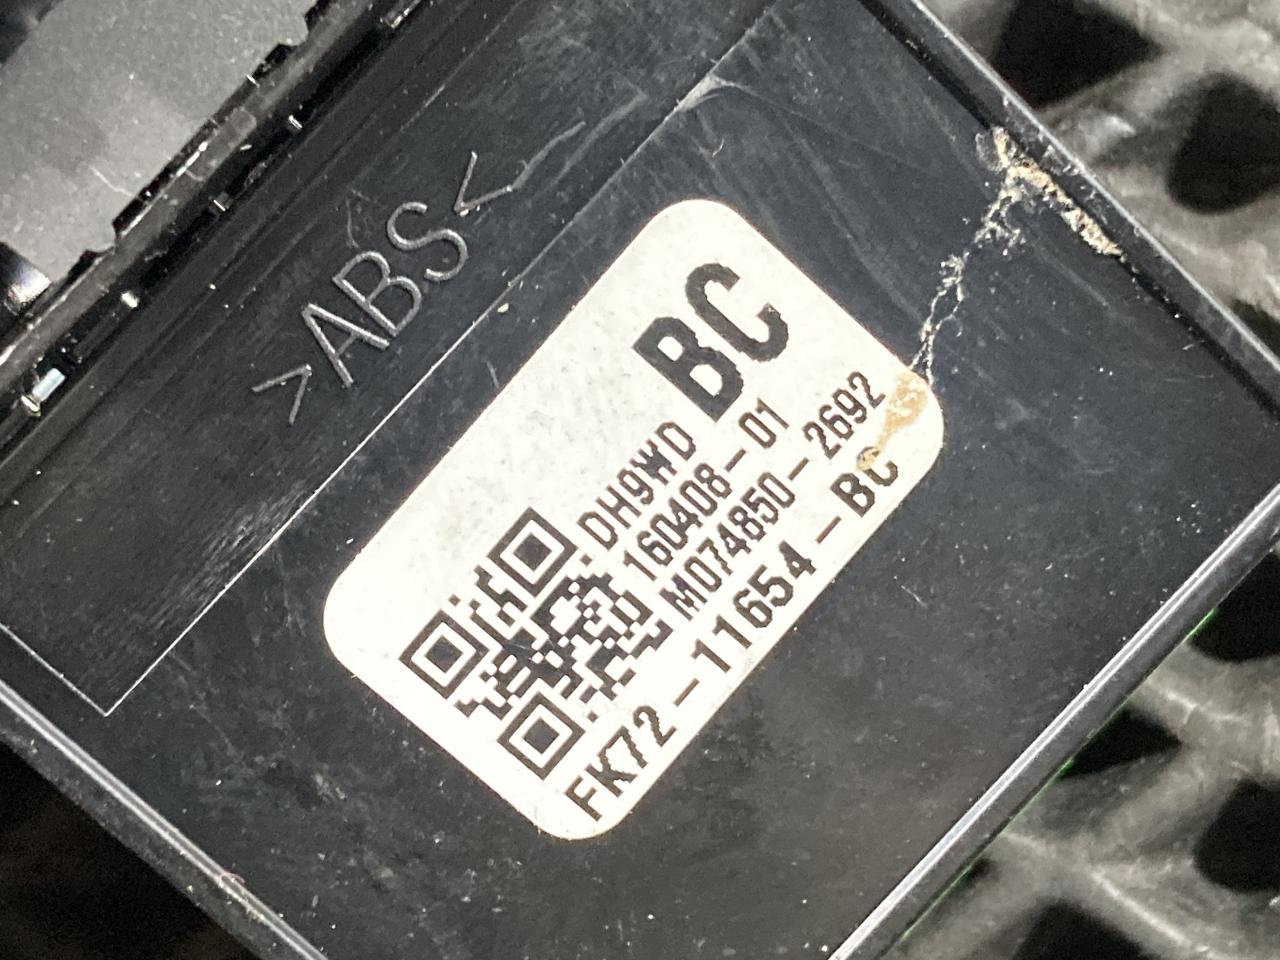 >ABS<
BC
DH9WD
160408-01
M074850-2692
FK72-11654-BC